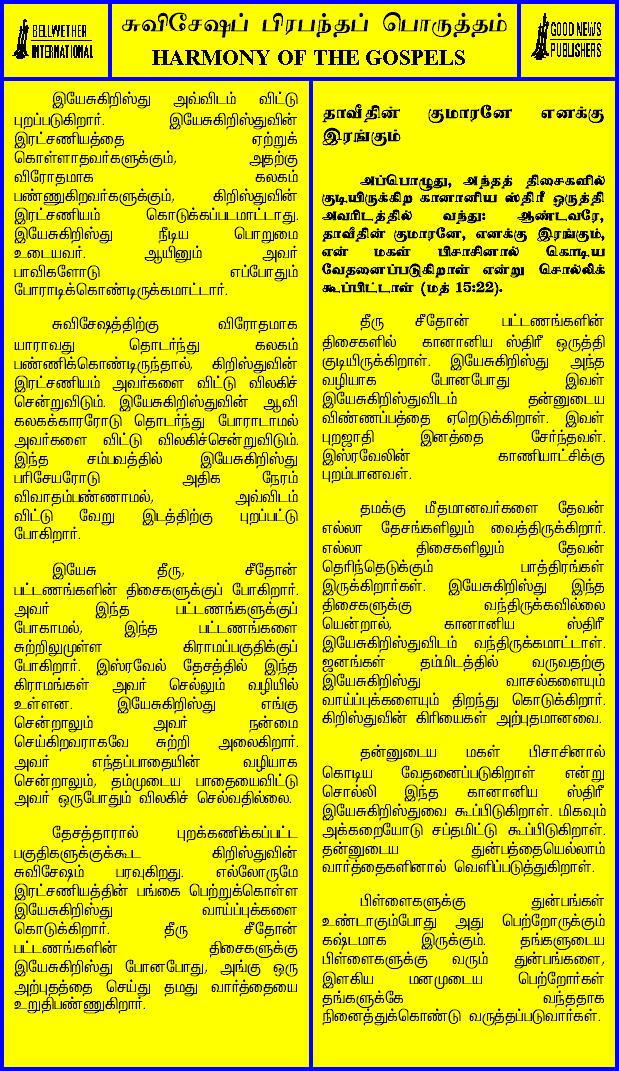 BELLWETHER
INTERNATIONAL
சுவிசேஷப் பிரபந்தப் பொருத்தம்
HARMONY OF THE GOSPELS
GOOD NEWS
PUBLISHERS
இயேசுகிறிஸ்து அவ்விடம் விட்டு
புறப்படுகிறார். இயேசுகிறிஸ்துவின்
இரட்சணியத்தை ஏற்றுக்
கொள்ளாதவர்களுக்கும், அதற்கு
விரோதமாக கலகம்
பண்ணுகிறவர்களுக்கும், கிறிஸ்துவின்
இரட்சணியம் கொடுக்கப்படமாட்டாது.
இயேசுகிறிஸ்து நீடிய பொறுமை
உடையவர். ஆயினும் அவர்
பாவிகளோடு எப்போதும்
போராடிக்கொண்டிருக்கமாட்டார்.
சுவிசேஷத்திற்கு விரோதமாக
யாராவது தொடர்ந்து கலகம்
பண்ணிக்கொண்டிருந்தால், கிறிஸ்துவின்
இரட்சணியம் அவர்களை விட்டு விலகிச்
சென்றுவிடும். இயேசுகிறிஸ்துவின் ஆவி
கலகக்காரரோடு தொடர்ந்து போராடாமல்
அவர்களை விட்டு விலகிச்சென்றுவிடும்.
இந்த சம்பவத்தில் இயேசுகிறிஸ்து
பரிசேயரோடு அதிக நேரம்
விவாதம்பண்ணாமல், அவ்விடம்
விட்டு வேறு இடத்திற்கு புறப்பட்டு
போகிறார்.
இயேசு தீரு, சீதோன்
பட்டணங்களின் திசைகளுக்குப் போகிறார்.
அவர் இந்த பட்டணங்களுக்குப்
போகாமல், இந்த பட்டணங்களை
சுற்றிலுமுள்ள கிராமப்பகுதிக்குப்
போகிறார். இஸ்ரவேல் தேசத்தில் இந்த
கிராமங்கள் அவர் செல்லும் வழியில்
உள்ளன. இயேசுகிறிஸ்து எங்கு
சென்றாலும் அவர் நன்மை
செய்கிறவராகவே சுற்றி அலைகிறார்.
அவர் எந்தப்பாதையின் வழியாக
சென்றாலும், தம்முடைய பாதையைவிட்டு
அவர் ஒருபோதும் விலகிச் செல்வதில்லை.
தேசத்தாரால் புறக்கணிக்கப்பட்ட
பகுதிகளுக்குக்கூட கிறிஸ்துவின்
சுவிசேஷம் பரவுகிறது. எல்லோருமே
இரட்சணியத்தின் பங்கை பெற்றுக்கொள்ள
இயேசுகிறிஸ்து வாய்ப்புக்களை
கொடுக்கிறார். தீரு சீதோன்
பட்டணங்களின் திசைகளுக்கு
இயேசுகிறிஸ்து போனபோது, அங்கு ஒரு
அற்புதத்தை செய்து தமது வார்த்தையை
உறுதிபண்ணுகிறார்.
தாவீதின் குமாரனே எனக்கு
இரங்கும்
அப்பொழுது, அந்தத் திசைகளில்
குடியிருக்கிற கானானிய ஸ்திரீ ஒருத்தி
அவரிடத்தில் வந்து: ஆண்டவரே,
தாவீதின் குமாரனே, எனக்கு இரங்கும்,
என் மகள் பிசாசினால் கொடிய
வேதனைப்படுகிறாள் என்று சொல்லிக்
கூப்பிட்டாள் (மத் 15:22).
தீரு சீதோன் பட்டணங்களின்
திசைகளில் கானானிய ஸ்திரீ ஒருத்தி
குடியிருக்கிறாள். இயேசுகிறிஸ்து அந்த
வழியாக போனபோது இவள்
இயேசுகிறிஸ்துவிடம் தன்னுடைய
விண்ணப்பத்தை ஏறெடுக்கிறாள். இவள்
புறஜாதி இனத்தை சேர்ந்தவள்.
இஸ்ரவேலின் காணியாட்சிக்கு
புறம்பானவள்.
தமக்கு மீதமானவர்களை தேவன்
எல்லா தேசங்களிலும் வைத்திருக்கிறார்.
எல்லா திசைகளிலும் தேவன்
தெரிந்தெடுக்கும் பாத்திரங்கள்
இருக்கிறார்கள். இயேசுகிறிஸ்து இந்த
திசைகளுக்கு வந்திருக்கவில்லை
யென்றால், கானானிய ஸ்திரீ
இயேசுகிறிஸ்துவிடம் வந்திருக்கமாட்டாள்.
ஜனங்கள் தம்மிடத்தில் வருவதற்கு
இயேசுகிறிஸ்து வாசல்களையும்
வாய்ப்புக்களையும் திறந்து கொடுக்கிறார்.
கிறிஸ்துவின் கிரியைகள் அற்புதமானவை.
தன்னுடைய மகள் பிசாசினால்
கொடிய வேதனைப்படுகிறாள் என்று
சொல்லி இந்த கானானிய ஸ்திரீ
இயேசுகிறிஸ்துவை கூப்பிடுகிறாள். மிகவும்
அக்கறையோடு சப்தமிட்டு கூப்பிடுகிறாள்.
தன்னுடைய துன்பத்தையெல்லாம்
வார்த்தைகளினால் வெளிப்படுத்துகிறாள்.
பிள்ளைகளுக்கு துன்பங்கள்
உண்டாகும்போது அது பெற்றோருக்கும்
கஷ்டமாக இருக்கும். தங்களுடைய
பிள்ளைகளுக்கு வரும் துன்பங்களை,
இளகிய மனமுடைய பெற்றோர்கள்
தங்களுக்கே வந்ததாக
நினைத்துக்கொண்டு வருத்தப்படுவார்கள்.